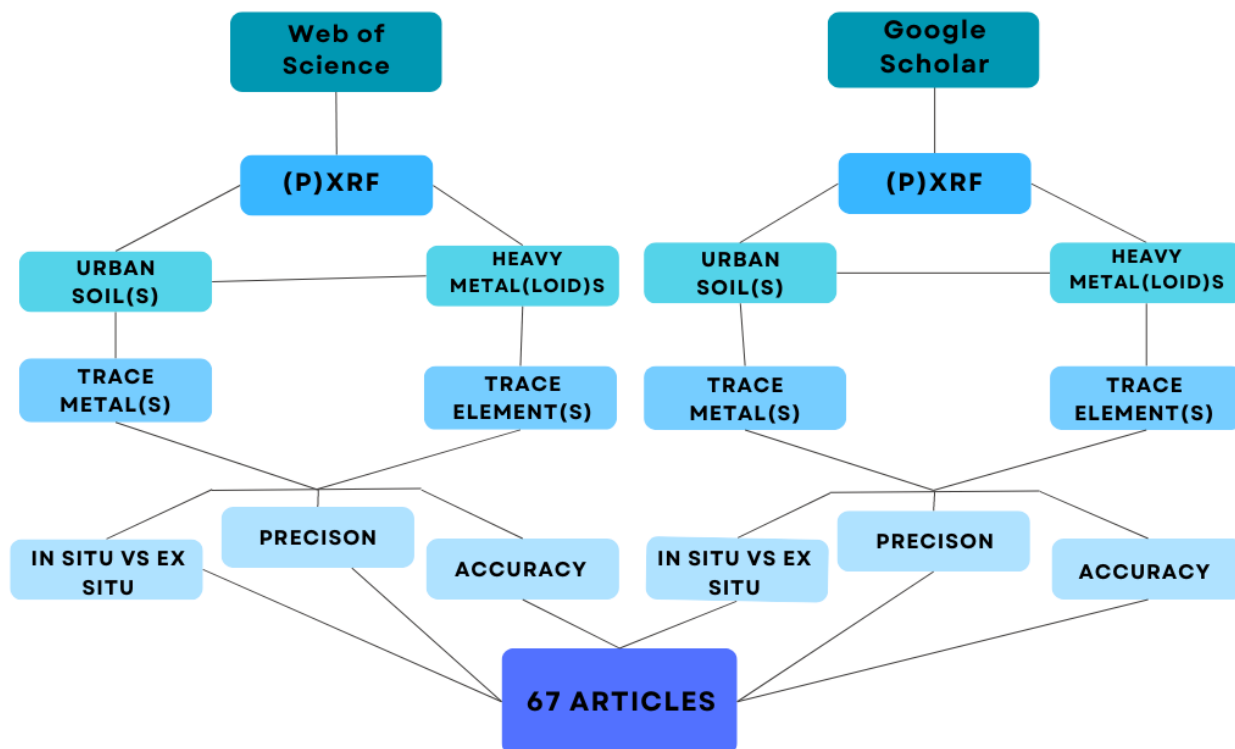 Web of
Science
Google
Scholar
(P)XRF
(P)XRF
URBAN
SOIL(S)
HEAVY
METAL(LOID)S
URBAN
SOIL(S)
HEAVY
METAL(LOID)S
TRACE
METAL(S)
TRACE
ELEMENT(S)
TRACE
METAL(S)
TRACE
ELEMENT(S)
IN SITU VS EX
SITU
PRECISON
ACCURACY
IN SITU VS EX
SITU
PRECISON
ACCURACY
67 ARTICLES